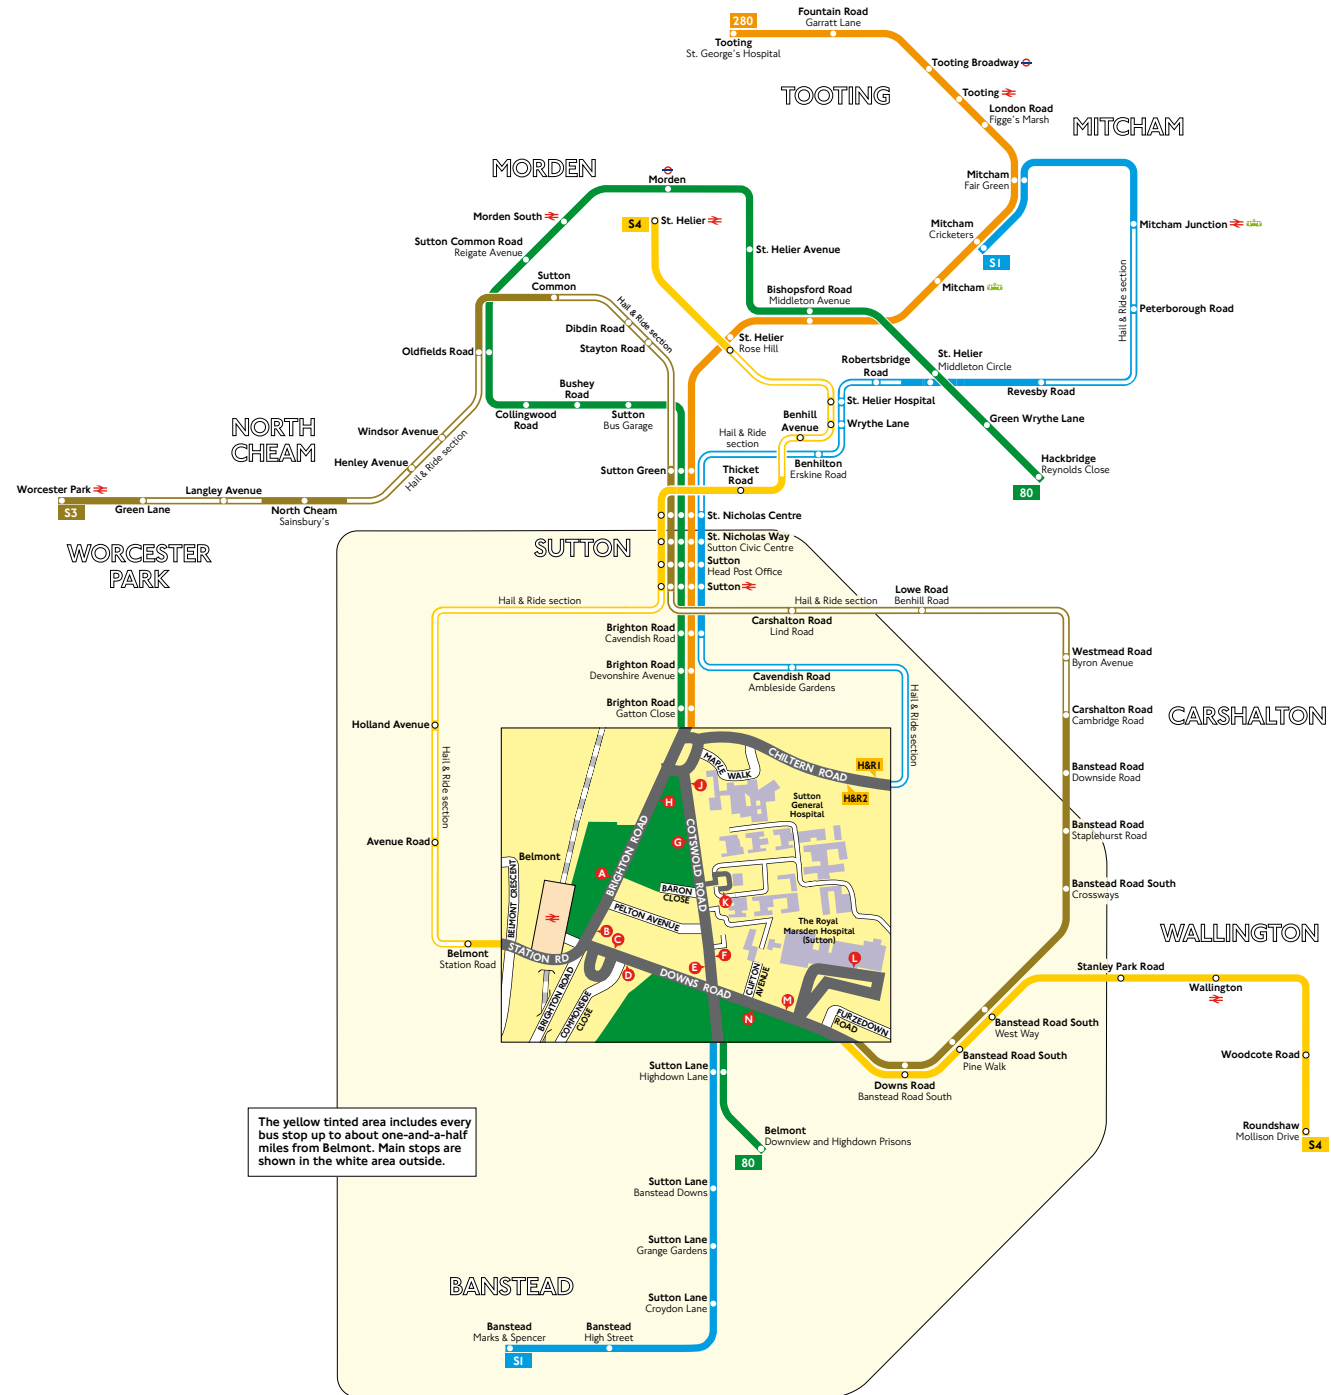 280
Fountain Road
Garratt Lane
Tooting
St. George's Hospital
Tooting Broadway
TOOTING
Tooting
London Road
Figge's Marsh
MITCHAM
MORDEN
Morden
Mitcham
Fair Green
Morden South
S4
St. Helier
Mitcham
Cricketers
Mitcham Junction
Sutton Common Road
Reigate Avenue
St. Helier Avenue
S1
Sutton
Common
Bishopsford Road
Middleton Avenue
Mitcham
Hail & Ride section
Peterborough Road
Hail & Ride section
Dibdin Road
Stayton Road
Oldfields Road
St. Helier
Rose Hill
Robertsbridge
Road
St. Helier
Middleton Circle
Bushey
Road
Revesby Road
St. Helier Hospital
Collingwood
Road
Sutton
Bus Garage
Benhill
Avenue
Wrythe Lane
Green Wrythe Lane
NORTH
CHEAM
Windsor Avenue
Hail & Ride
section
Henley Avenue
Hail & Ride section
Benhilton
Erskine Road
Hackbridge
Reynolds Close
80
Sutton Green
Thicket
Road
Worcester Park
S3
Green Lane
Langley Avenue
North Cheam
Sainsbury's
St. Nicholas Centre
WORCESTER
PARK
SUTTON
St. Nicholas Way
Sutton Civic Centre
Sutton
Head Post Office
Sutton
Hail & Ride section
Hail & Ride section
Lowe Road
Benhill Road
Carshalton Road
Lind Road
Brighton Road
Cavendish Road
Westmead Road
Byron Avenue
Brighton Road
Devonshire Avenue
Cavendish Road
Ambleside Gardens
Hail & Ride section
Brighton Road
Gatton Close
Carshalton Road
Cambridge Road
CARSHALTON
Holland Avenue
Hail & Ride section
MAPLE
WALK
CHILTERN ROAD
H&R1
H&R2
Banstead Road
Downside Road
J
H
Sutton
General
Hospital
Banstead Road
Staplehurst Road
Avenue Road
BRIGHTON ROAD
COTSWOLD ROAD
G
Belmont
BELMONT CRESCENT
A
BARON
CLOSE
K
Banstead Road South
Crossways
PELTON AVENUE
The Royal
Marsden Hospital
(Sutton)
B
C
WALLINGTON
Belmont
Station Road
STATION RD
D
E
F
L
DOWNS ROAD
CLIFTON
AVENUE
M
N
BRIGHTON ROAD
COMMONSIDE
CLOSE
FURZEDOWN
ROAD
Stanley Park Road
Wallington
Banstead Road South
West Way
Banstead Road South
Pine Walk
Woodcote Road
Downs Road
Banstead Road South
Sutton Lane
Highdown Lane
Roundshaw
Mollison Drive
S4
The yellow tinted area includes every
bus stop up to about one-and-a-half
miles from Belmont. Main stops are
shown in the white area outside.
Belmont
Downview and Highdown Prisons
80
Sutton Lane
Banstead Downs
Sutton Lane
Grange Gardens
BANSTEAD
Sutton Lane
Croydon Lane
Banstead
Marks & Spencer
Banstead
High Street
S1